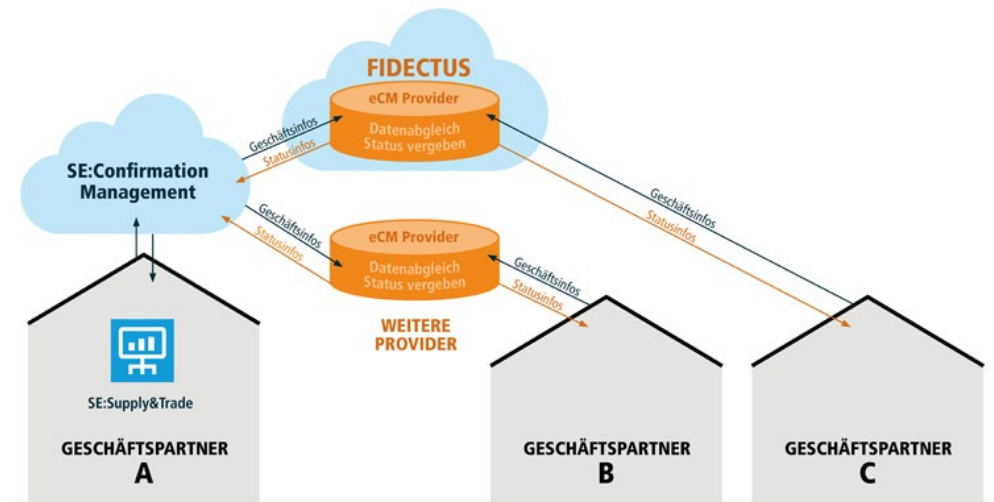 FIDECTUS
eCM Provider
Datenabgleich
Status vergeben
Geschäftsinfos
Statusinfos
SE:Confirmation
Management
Geschäftsinfos
Statusinfos
Geschäftsinfos
Statusinfos
eCM Provider
Datenabgleich
Status vergeben
Geschäftsinfos
Statusinfos
WEITERE
PROVIDER
SE:Supply&Trade
GESCHÄFTSPARTNER
A
GESCHÄFTSPARTNER
B
GESCHÄFTSPARTNER
C